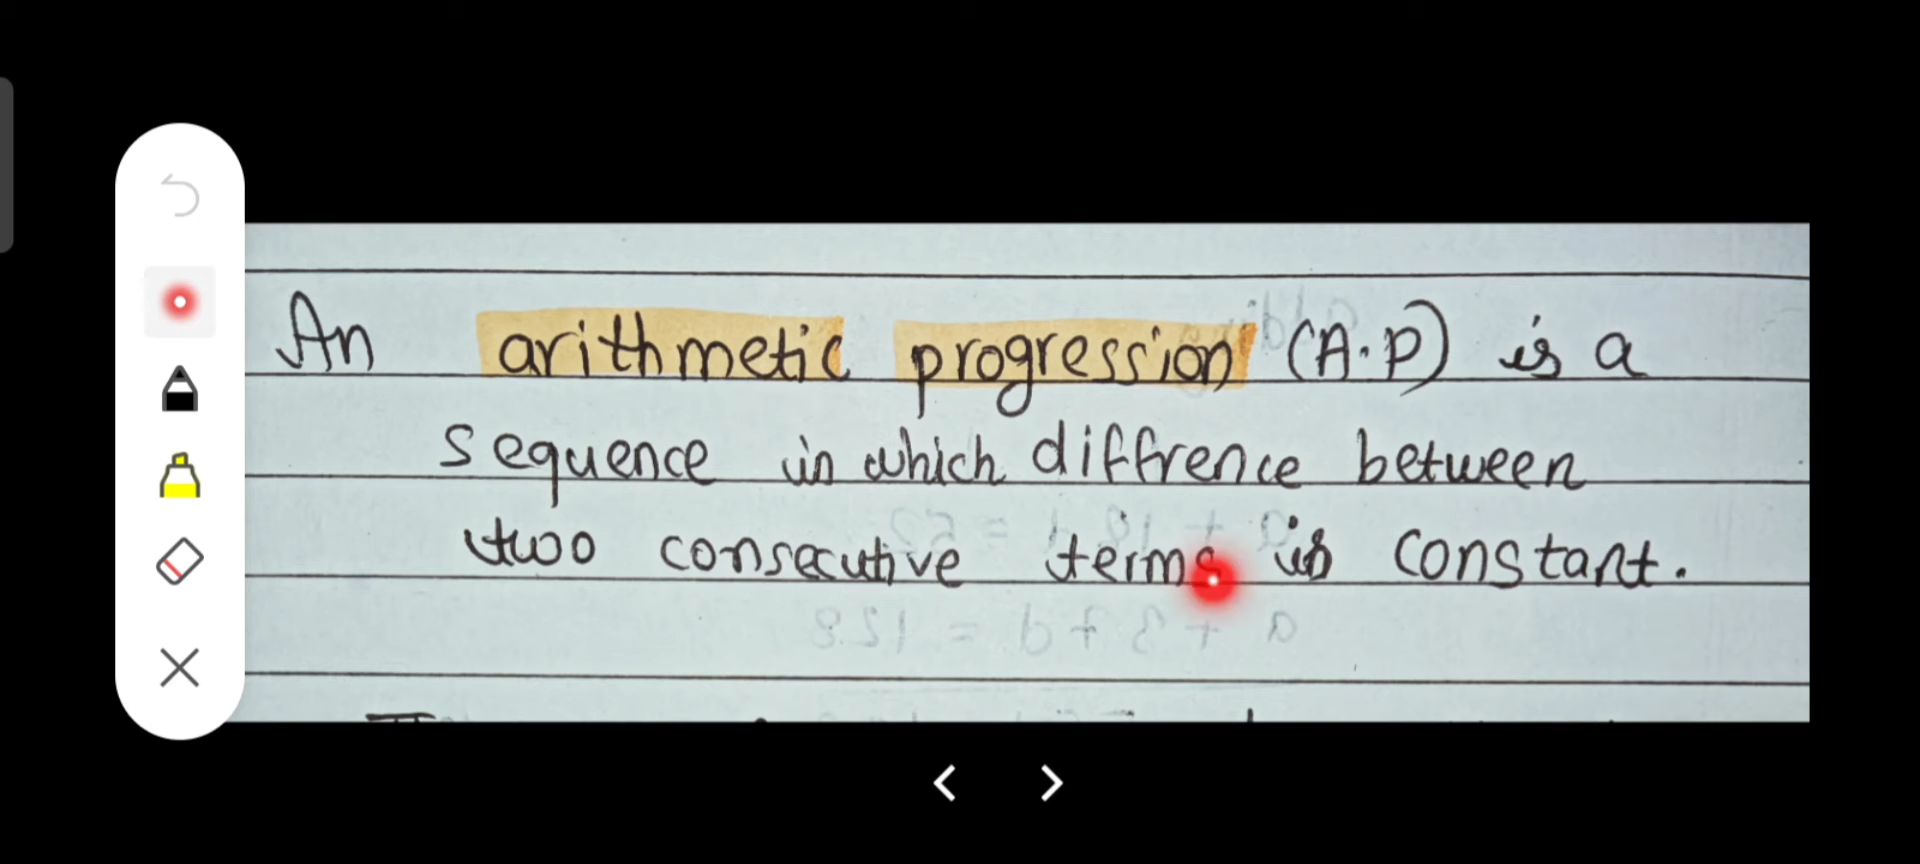 An arithmetic progression (A.P) is a
sequence in which diffrence between
two consecutive terms is constant.